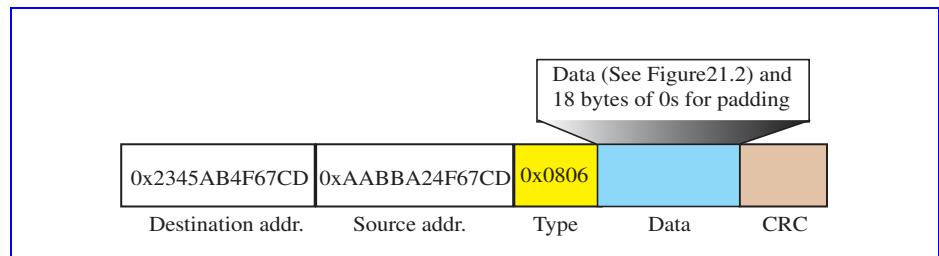 Data (See Figure21.2) and
18 bytes of 0s for padding
0x2345AB4F67CD 0xAABBA24F67CD 0x0806
Destination addr. Source addr. Type Data CRC